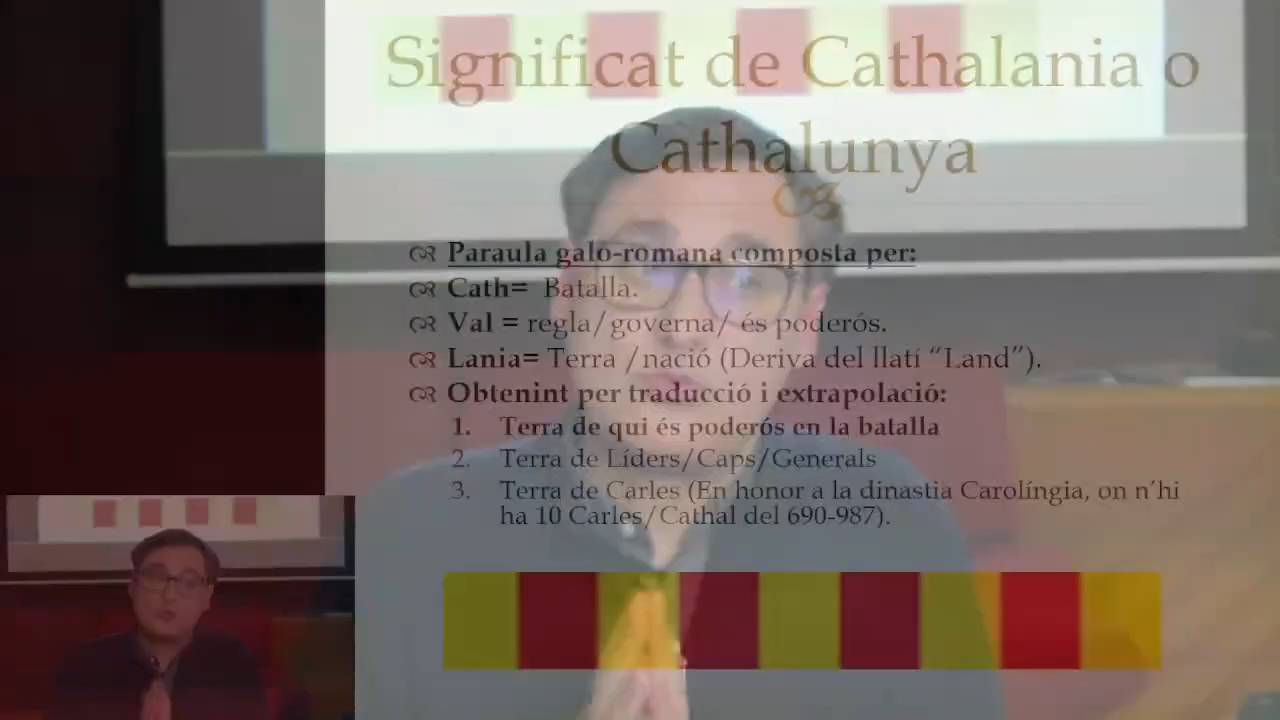 Significat de Cathalania o
Cathalunya
Paraula galo-romana composta per:
Cath= Batalla.
Val = regla/governa/ és poderós.
Lania= Terra /nació (Deriva del llatí “Land”).
Obtenint per traducció i extrapolació:
1. Terra de qui és poderós en la batalla
2. Terra de Líders/Caps/Generals
3. Terra de Carles (En honor a la dinastia Carolíngia, on n’hi
ha 10 Carles/Cathal del 690-987).